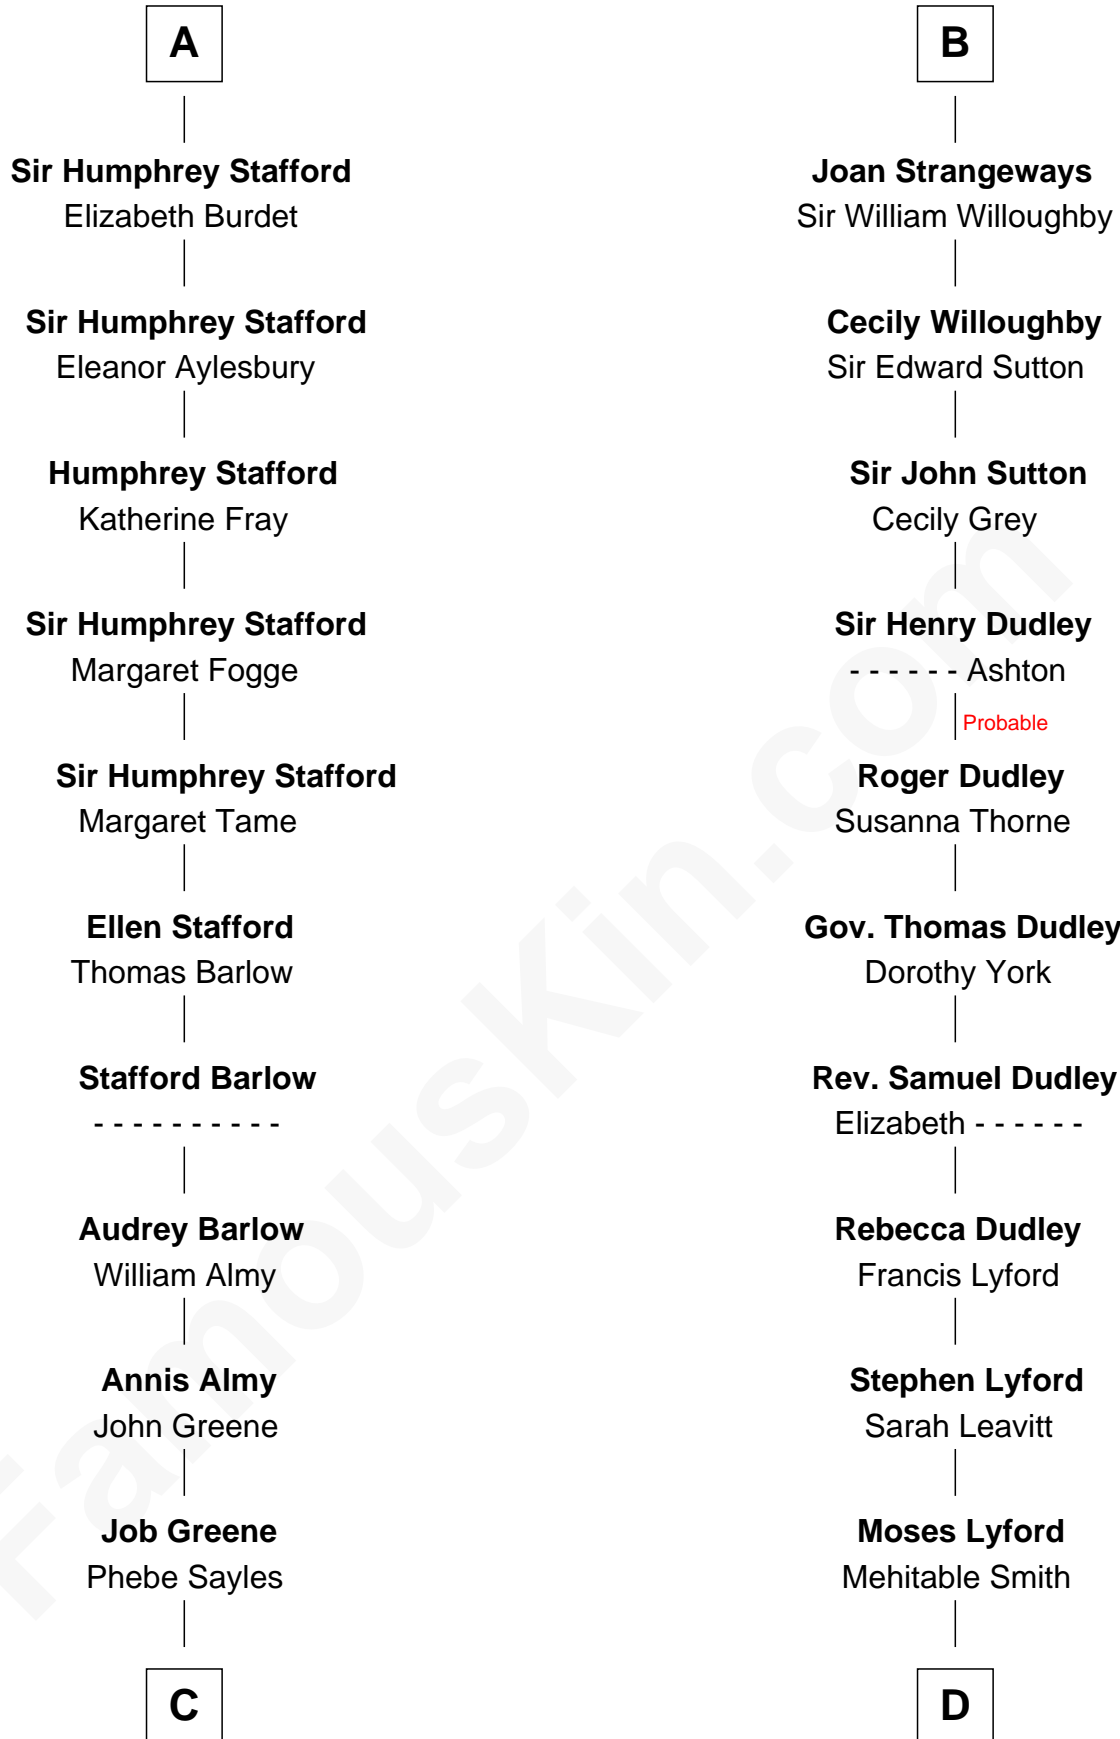 A
Sir Humphrey Stafford
Elizabeth Burdet
Sir Humphrey Stafford
Eleanor Aylesbury
Humphrey Stafford
Katherine Fray
Sir Humphrey Stafford
Margaret Fogge
Sir Humphrey Stafford
Margaret Tame
Ellen Stafford
Thomas Barlow
Stafford Barlow
- - - - - - - - - -
Audrey Barlow
William Almy
Annis Almy
John Greene
Job Greene
Phebe Sayles
C
B
Joan Strangeways
Sir William Willoughby
Cecily Willoughby
Sir Edward Sutton
Sir John Sutton
Cecily Grey
Sir Henry Dudley
- - - - - - Ashton
Probable
Roger Dudley
Susanna Thorne
Gov. Thomas Dudley
Dorothy York
Rev. Samuel Dudley
Elizabeth - - - - - -
Rebecca Dudley
Francis Lyford
Stephen Lyford
Sarah Leavitt
Moses Lyford
Mehitable Smith
D
FamousKin.com